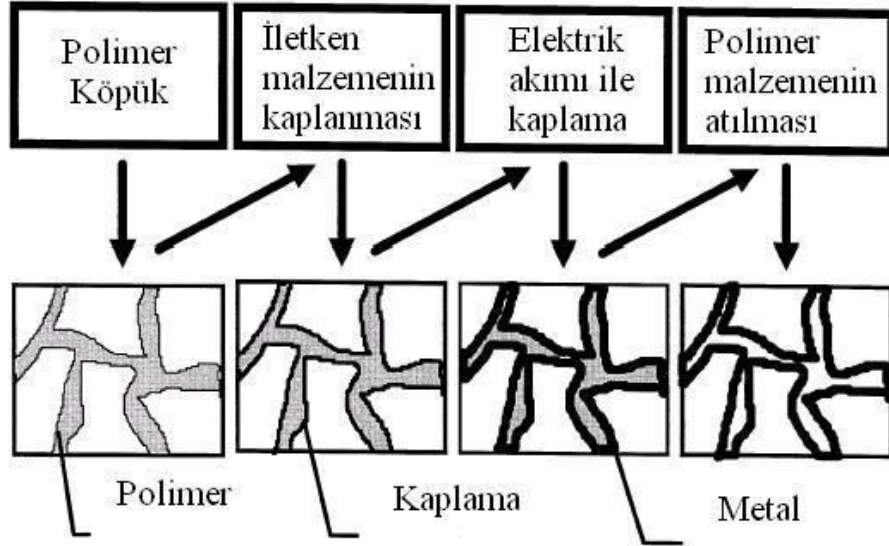 Polimer
Köpük
İletken
malzemenin
kaplanması
Elektrik
akımı ile
kaplama
Polimer
malzemenin
atılması
Polimer
Kaplama
Metal